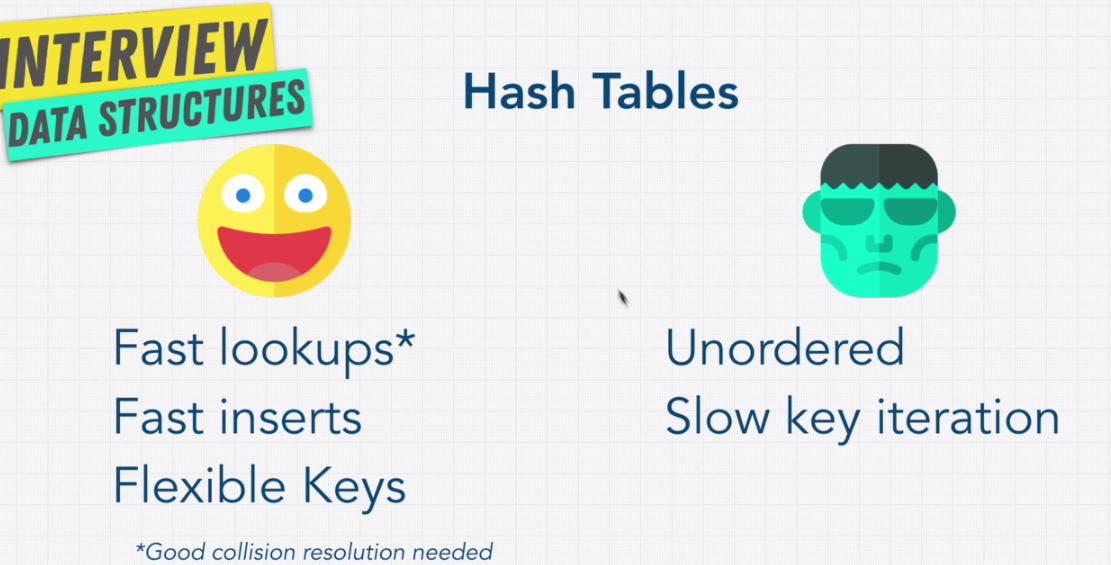 INTERVIEW
DATA STRUCTURES
Hash Tables
Fast lookups*
Fast inserts
Flexible Keys
*Good collision resolution needed
Unordered
Slow key iteration